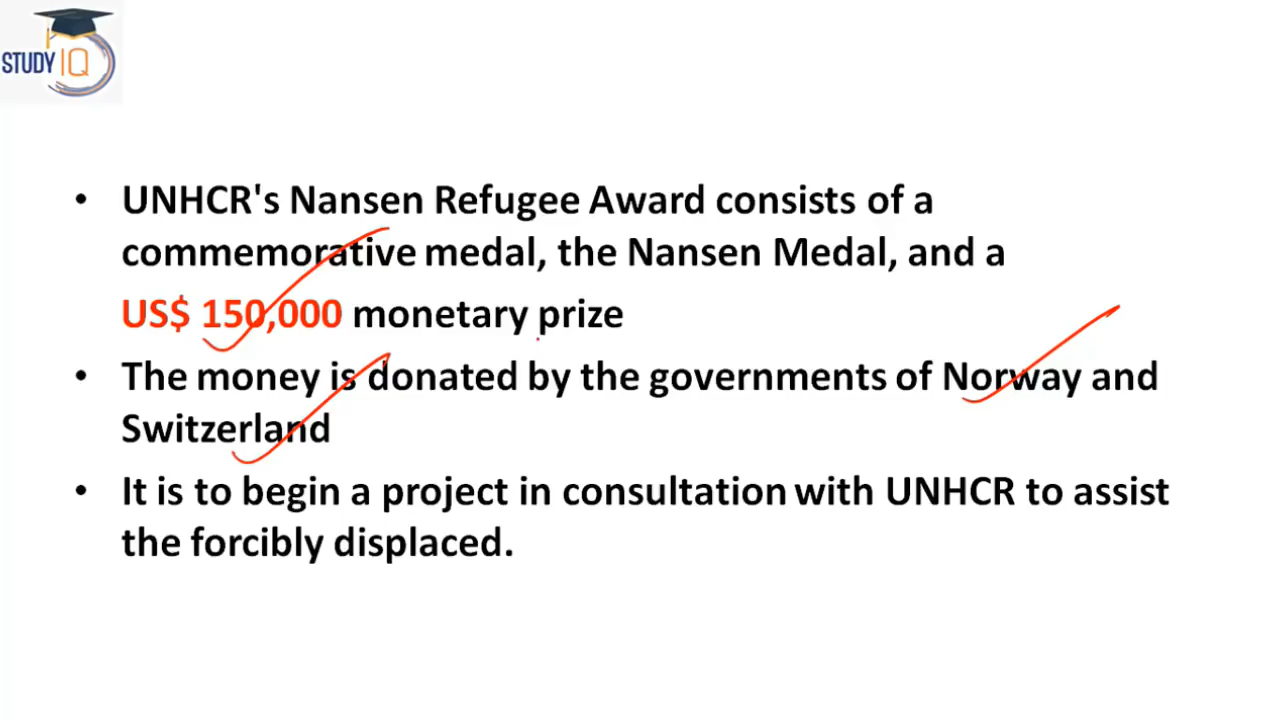 STUDY IQ
• UNHCR's Nansen Refugee Award consists of a
commemorative medal, the Nansen Medal, and a
US$ 150,000 monetary prize
• The money is donated by the governments of Norway and
Switzerland
• It is to begin a project in consultation with UNHCR to assist
the forcibly displaced.